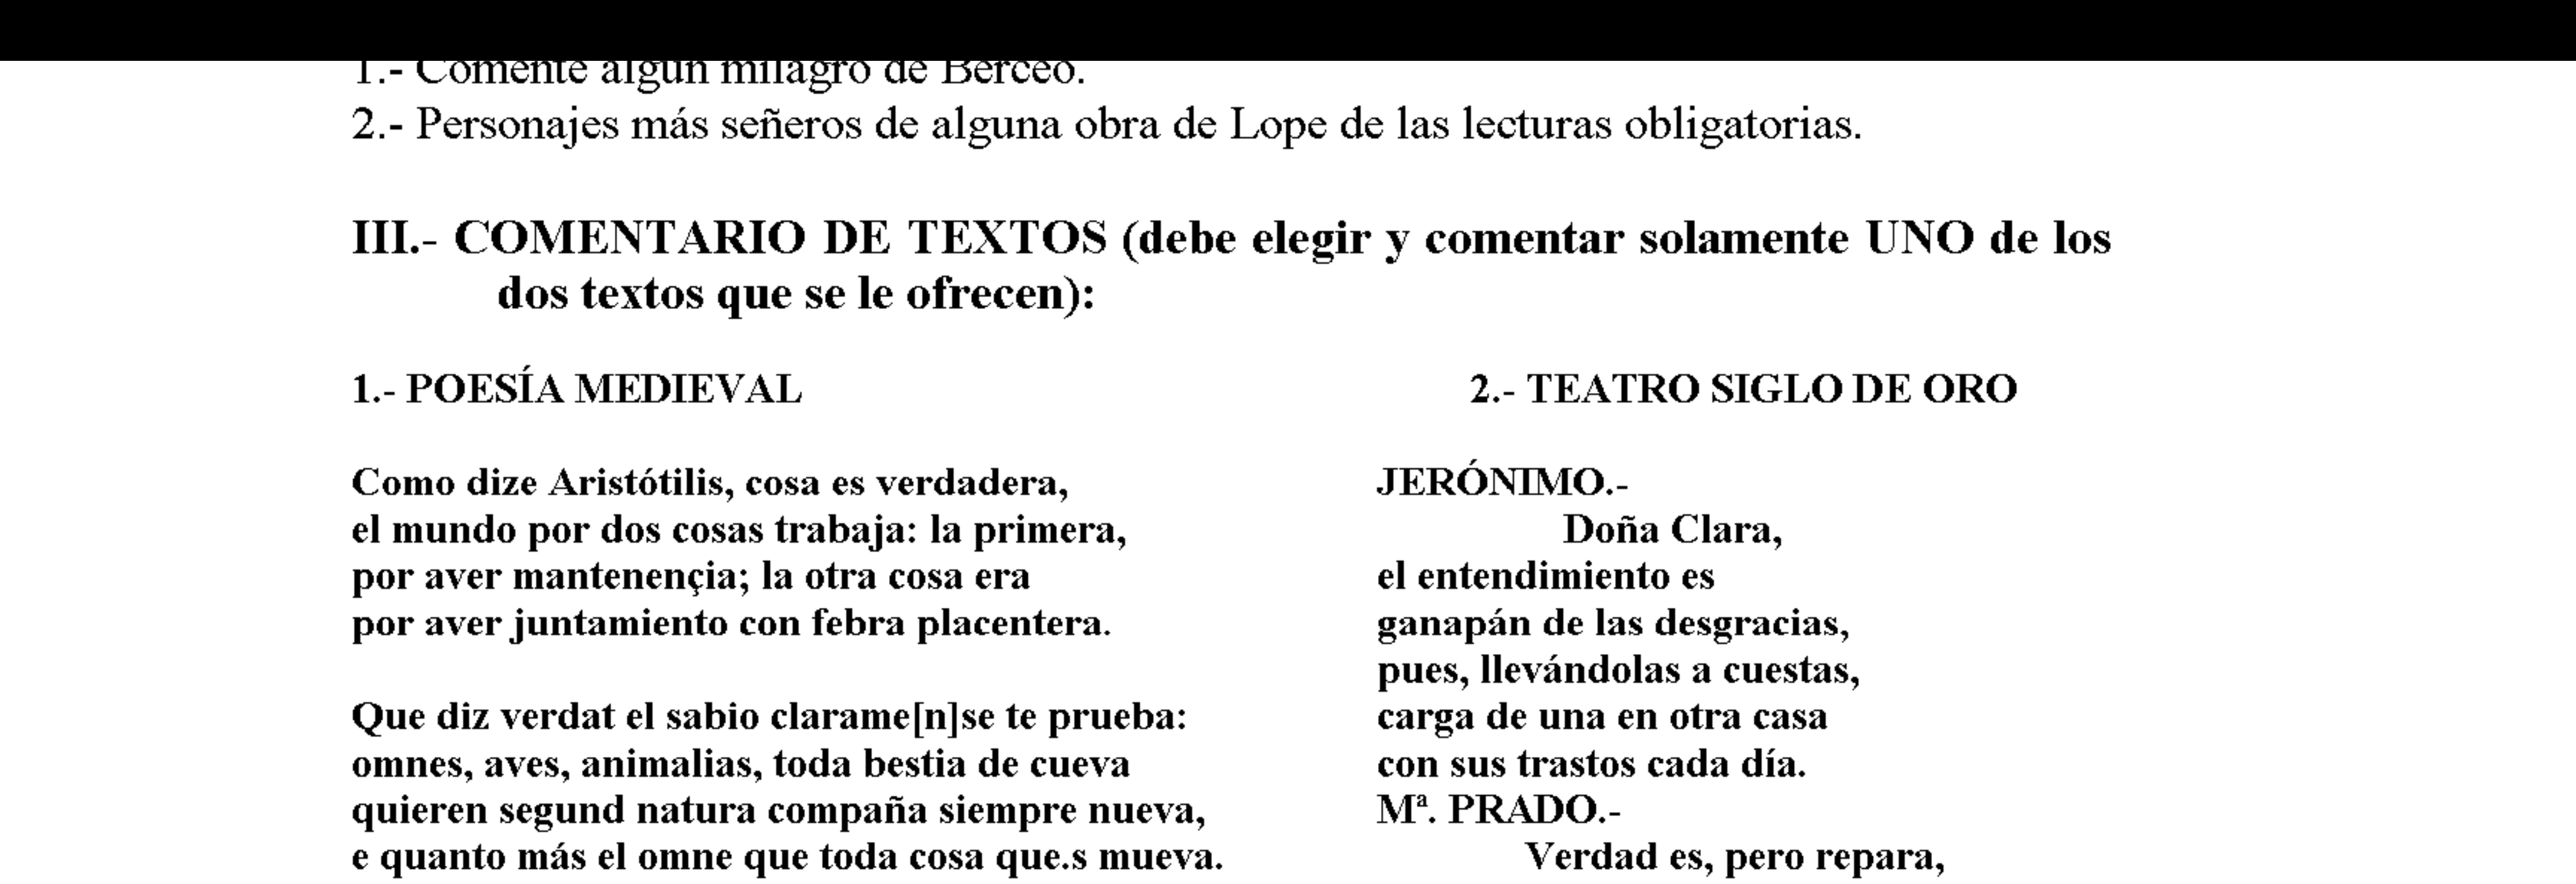 1.- Comente algún milagro de Berceo.
2.- Personajes más señeros de alguna obra de Lope de las lecturas obligatorias.
III.- COMENTARIO DE TEXTOS (debe elegir y comentar solamente UNO de los
dos textos que se le ofrecen):
1.- POESÍA MEDIEVAL
Como dize Aristótilis, cosa es verdadera,
el mundo por dos cosas trabaja: la primera,
por aver mantenençia; la otra cosa era
por aver juntamiento con febra placentera.
Que diz verdat el sabio clarame[n]se te prueba:
omnes, aves, animalias, toda bestia de cueva
quieren segund natura compaña siempre nueva,
e quanto más el omne que toda cosa que.s mueva.
2.- TEATRO SIGLO DE ORO
JERÓNIMO.-
Doña Clara,
el entendimiento es
ganapán de las desgracias,
pues, llevándolas a cuestas,
carga de una en otra casa
con sus trastos cada día.
Mª. PRADO.-
Verdad es, pero repara,